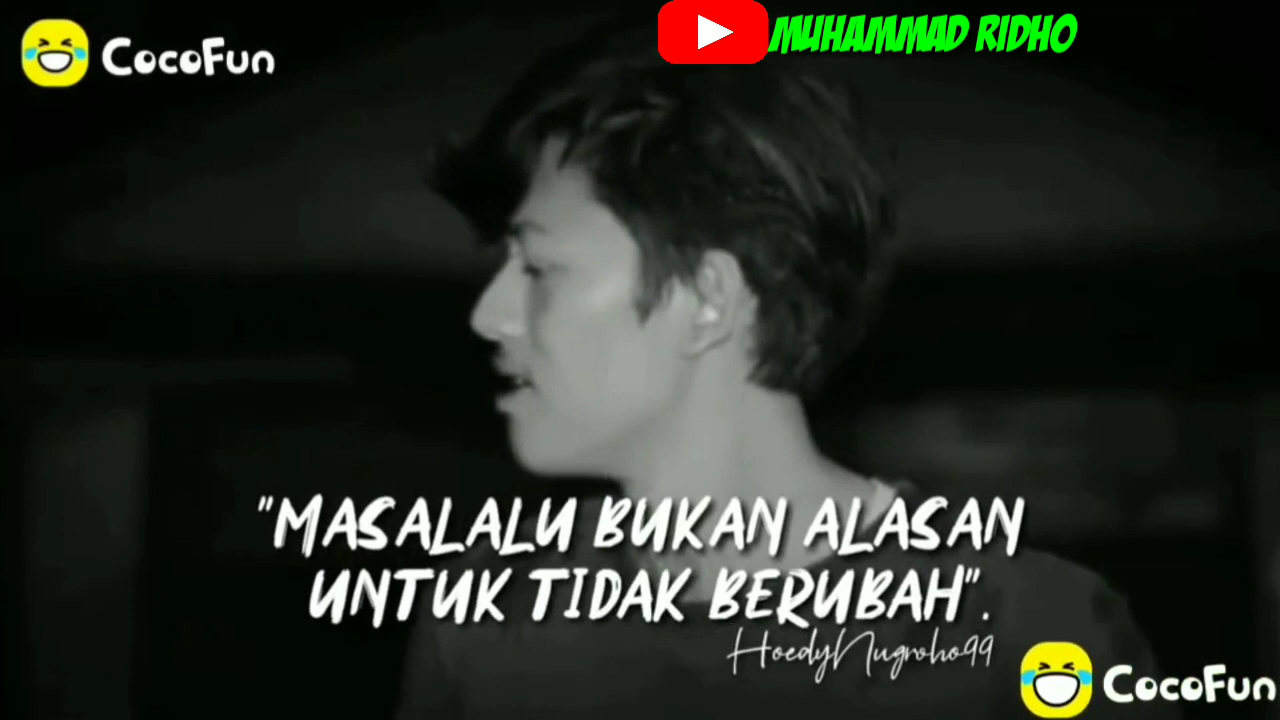 CocoFun
MUHAMMAD RIDHO
"MASALALU BUKAN ALASAN
UNTUK TIDAK BERUBAH".
HoedyNugroho99
CocoFun